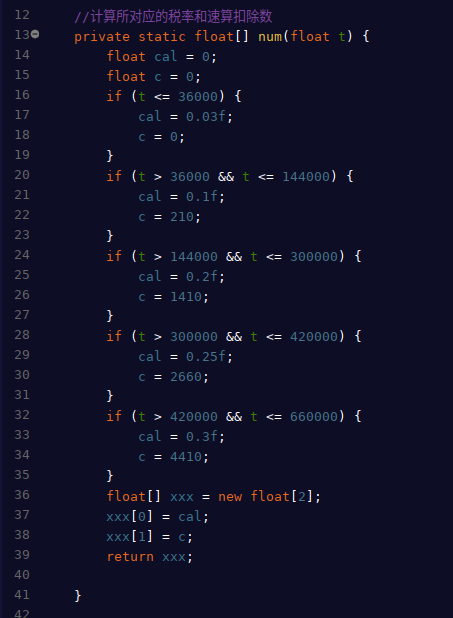 12 //计算所对应的税率和速算扣除数
13 private static float[] num(float t) {
14 float cal = 0;
15 float c = 0;
16 if (t <= 36000) {
17 cal = 0.03f;
18 c = 0;
19 }
20 if (t > 36000 && t <= 144000) {
21 cal = 0.1f;
22 c = 210;
23 }
24 if (t > 144000 && t <= 300000) {
25 cal = 0.2f;
26 c = 1410;
27 }
28 if (t > 300000 && t <= 420000) {
29 cal = 0.25f;
30 c = 2660;
31 }
32 if (t > 420000 && t <= 660000) {
33 cal = 0.3f;
34 c = 4410;
35 }
36 float[] xxx = new float[2];
37 xxx[0] = cal;
38 xxx[1] = c;
39 return xxx;
40
41 }
42